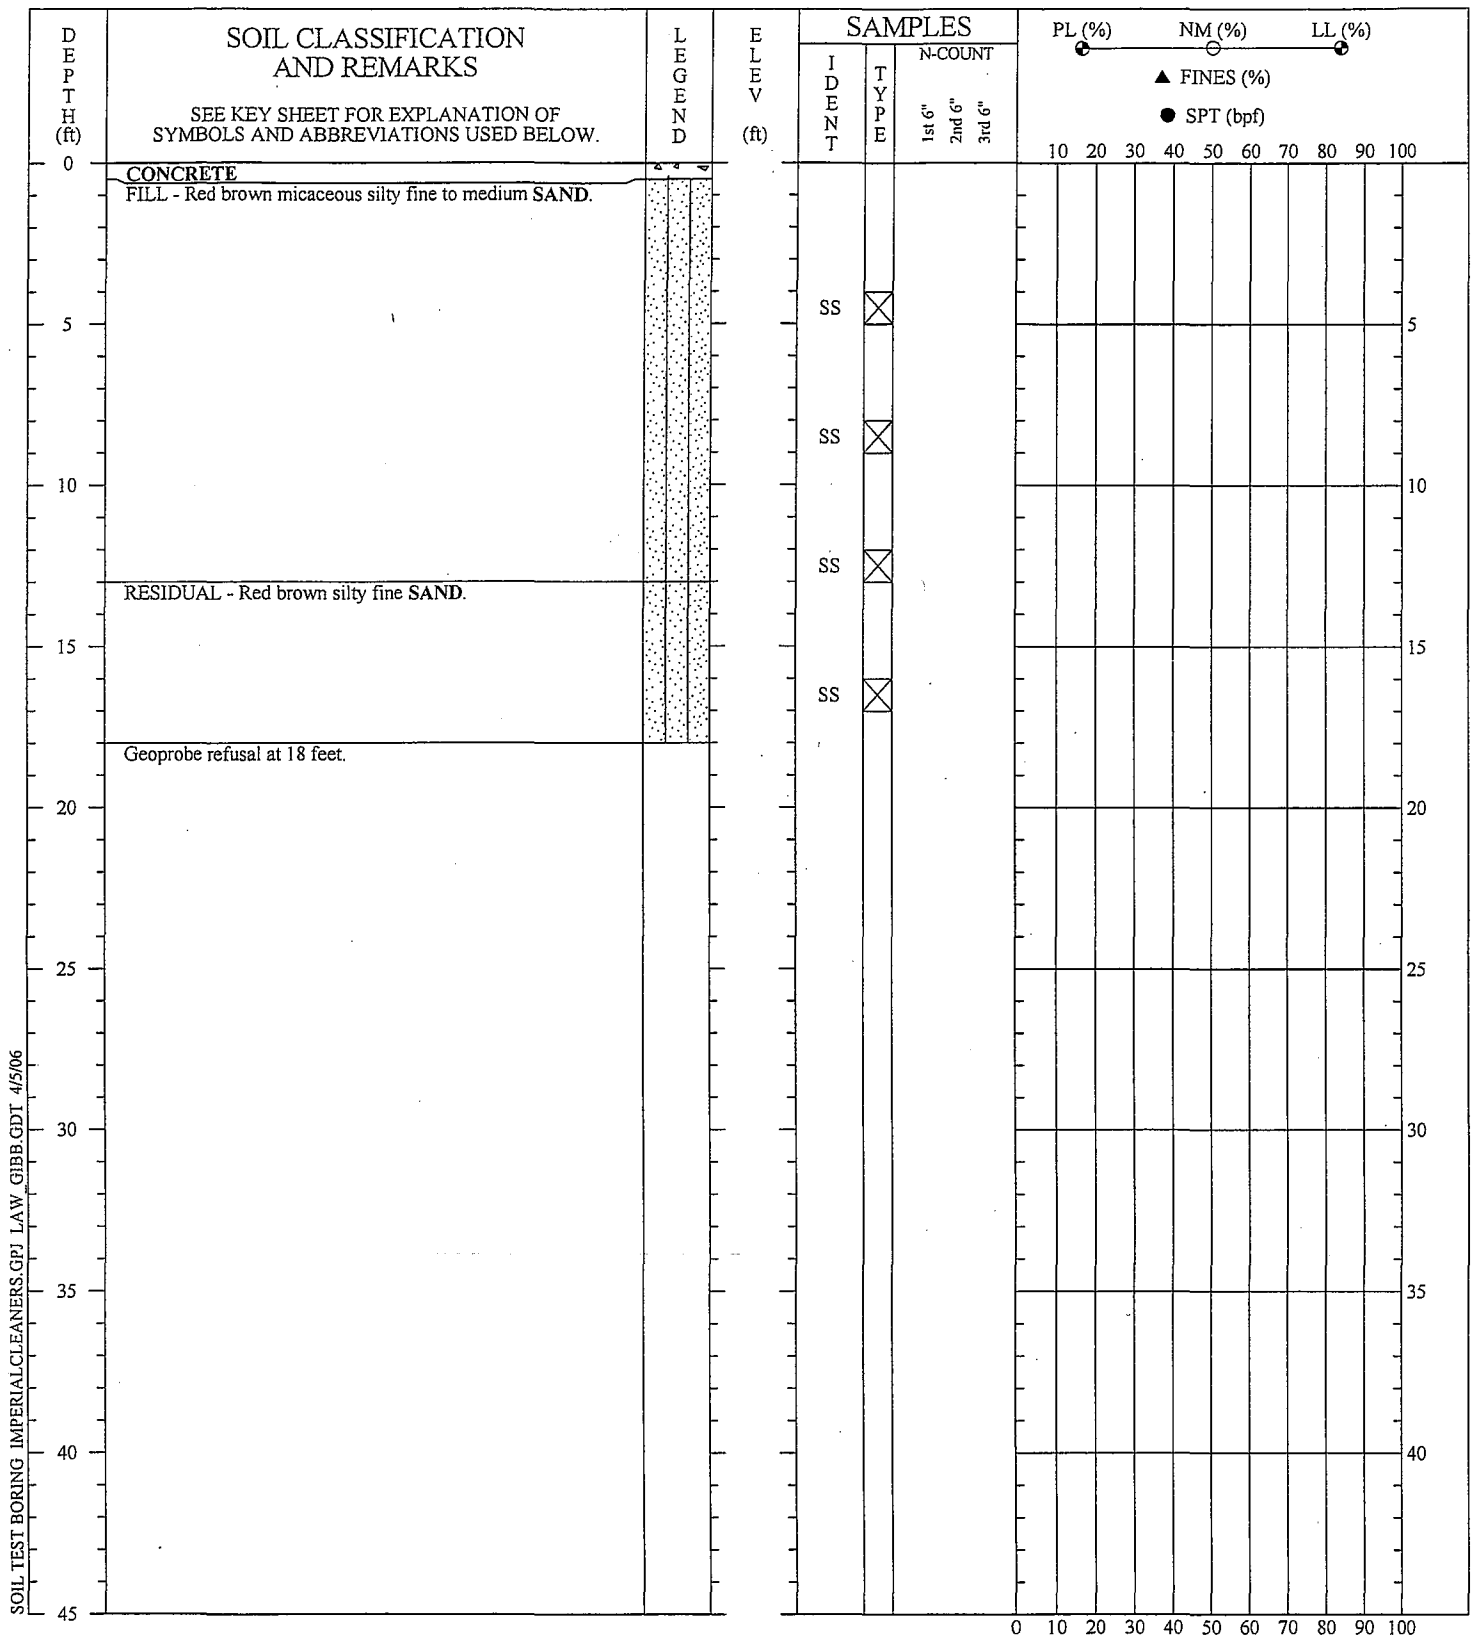 DEPTH
(ft)
SOIL CLASSIFICATION
AND REMARKS
SEE KEY SHEET FOR EXPLANATION OF
SYMBOLS AND ABBREVIATIONS USED BELOW.
LEGEND
ELEV
(ft)
SAMPLES
IDENT
TYPE
N-COUNT
1st 6"
2nd 6"
3rd 6"
PL (%)
NM (%)
LL (%)
▲ FINES (%)
● SPT (bpf)
10 20 30 40 50 60 70 80 90 100
0
CONCRETE
FILL - Red brown micaceous silty fine to medium SAND.
SS
5
5
SS
10
10
SS
RESIDUAL - Red brown silty fine SAND.
15
15
SS
Geoprobe refusal at 18 feet.
20
20
25
25
30
30
35
35
40
40
45
0 10 20 30 40 50 60 70 80 90 100
SOIL TEST BORING IMPERIALCLEANERS.GPJ LAW_GIBB.GDT 4/5/06